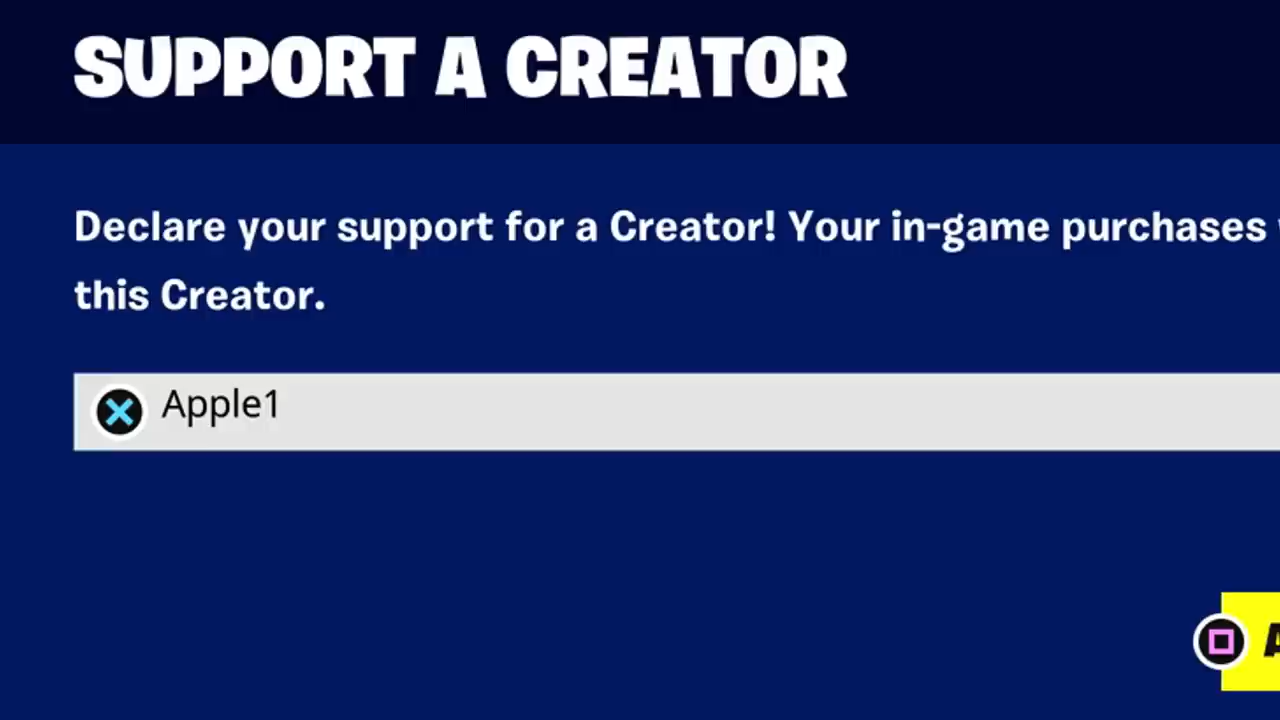 SUPPORT A CREATOR
Declare your support for a Creator! Your in-game purchases
this Creator.
Apple1